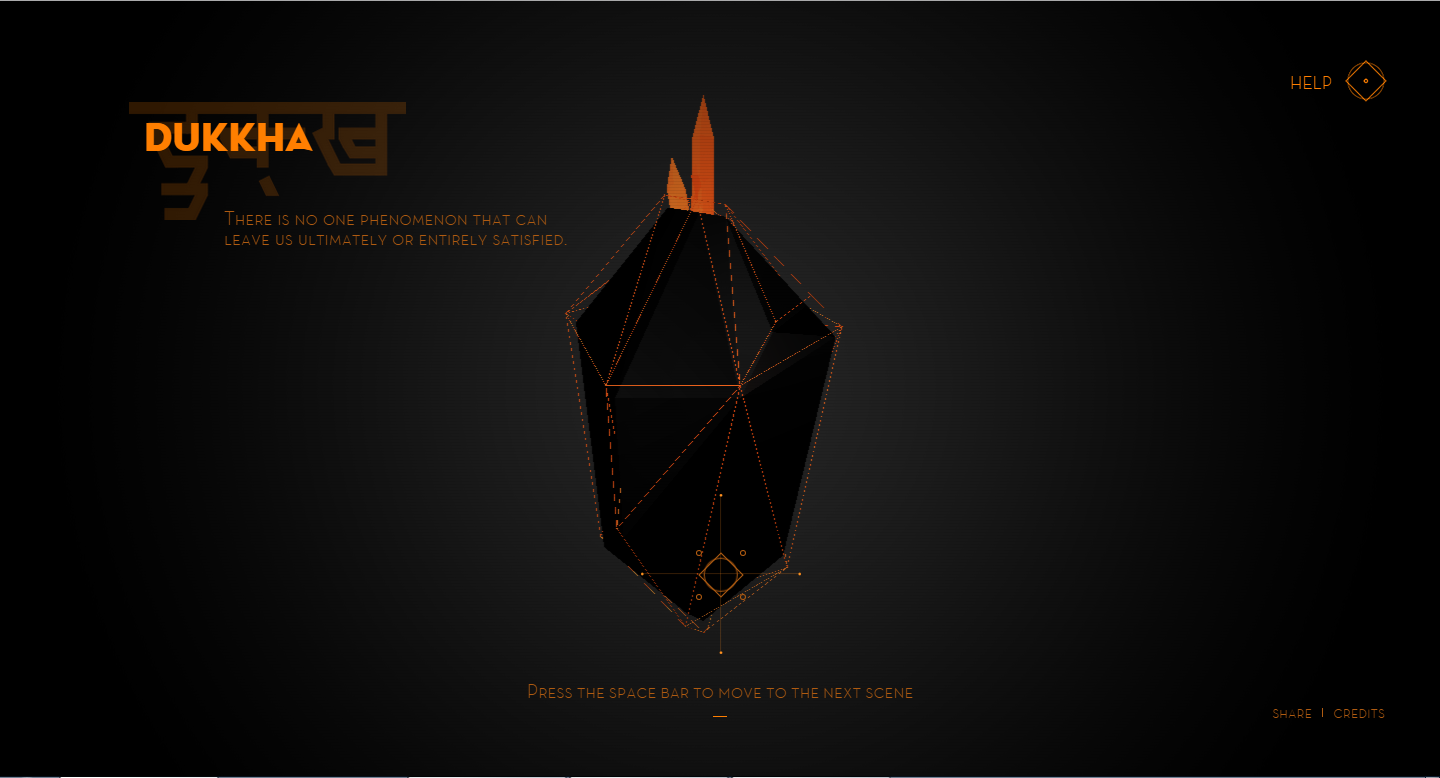 DUKKHA
THERE IS NO ONE PHENOMENON THAT CAN
LEAVE US ULTIMATELY OR ENTIRELY SATISFIED.
HELP
PRESS THE SPACE BAR TO MOVE TO THE NEXT SCENE
SHARE | CREDITS